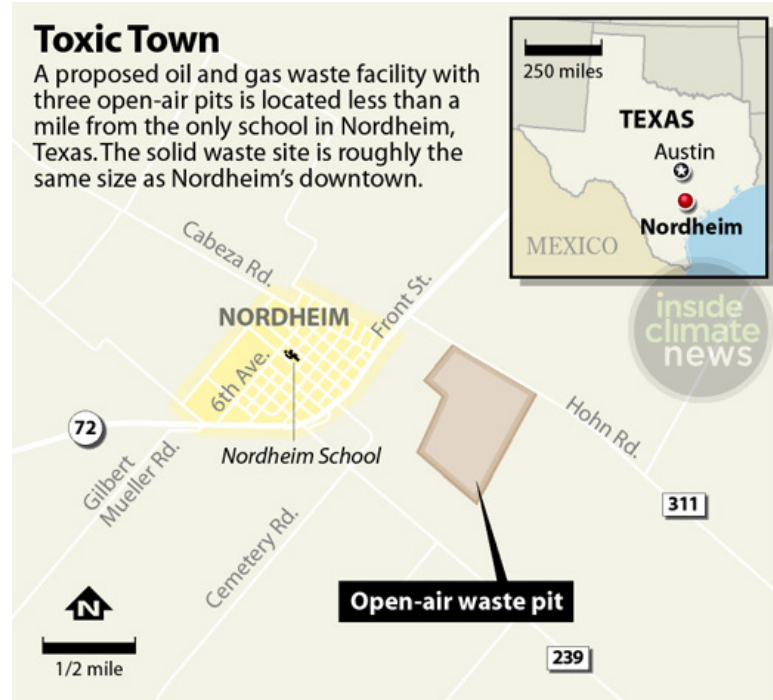 Toxic Town
A proposed oil and gas waste facility with
three open-air pits is located less than a
mile from the only school in Nordheim,
Texas. The solid waste site is roughly the
same size as Nordheim's downtown.
250 miles
TEXAS
Austin
Nordheim
MEXICO
inside
climate
news
Cabeza Rd.
Front St.
NORDHEIM
6th Ave.
72
Nordheim School
Gilbert
Mueller Rd.
Cemetery Rd.
Hohn Rd.
311
Open-air waste pit
N
1/2 mile
239